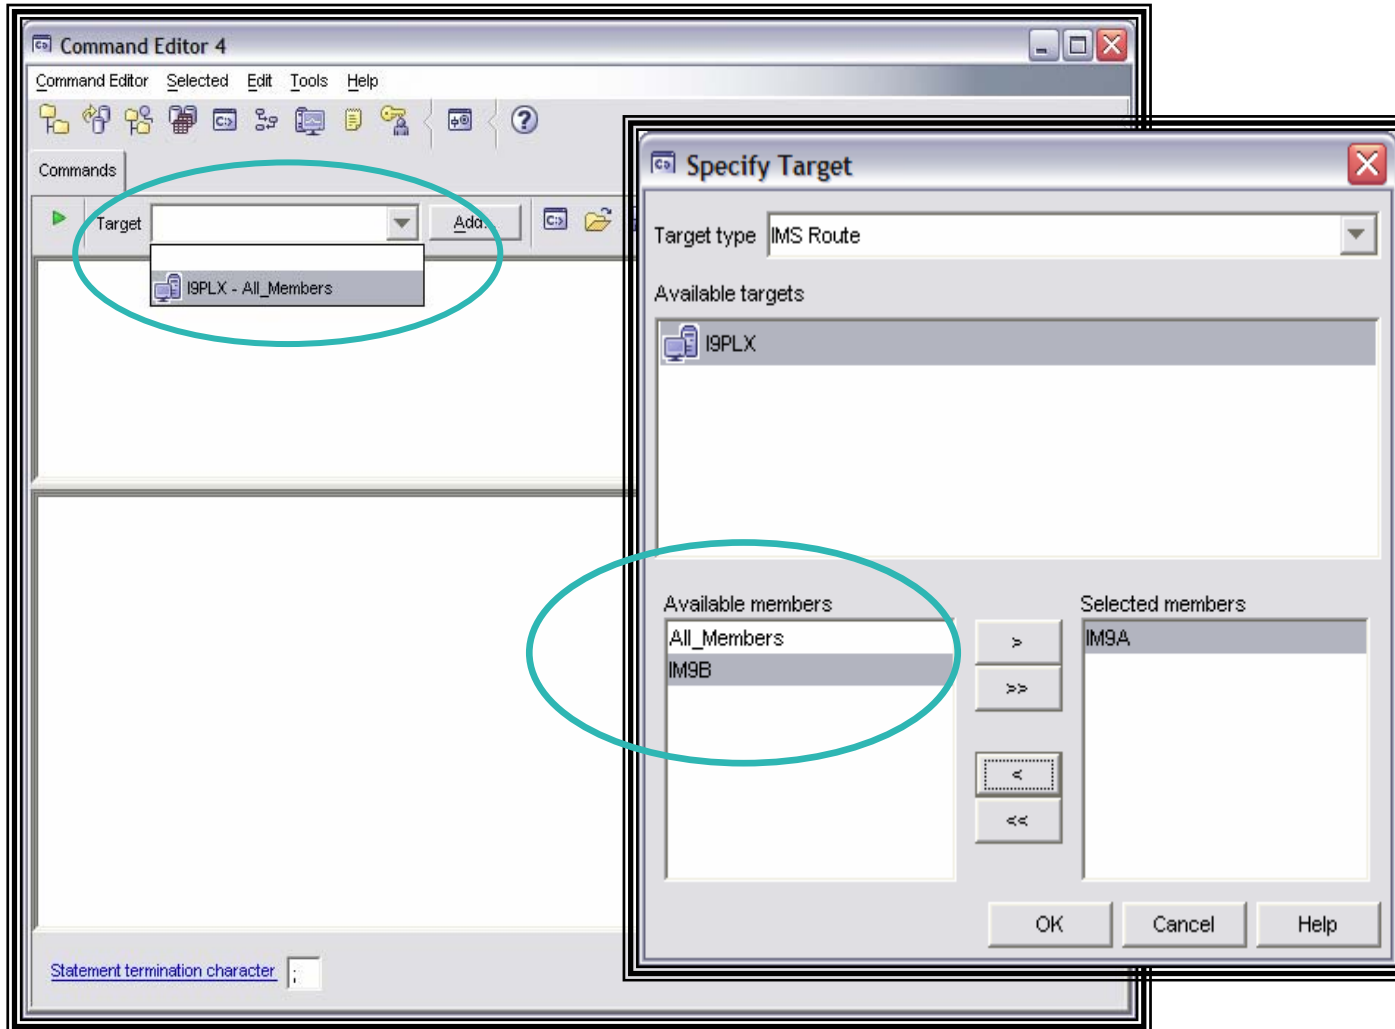 Command Editor 4
Command Editor Selected Edit Tools Help
Commands
Target Add...
I9PLX - All_Members
Statement termination character ;
Specify Target
Target type IMS Route
Available targets
I9PLX
Available members Selected members
All_Members > IM9A
IM9B
>>
<
<<
OK Cancel Help